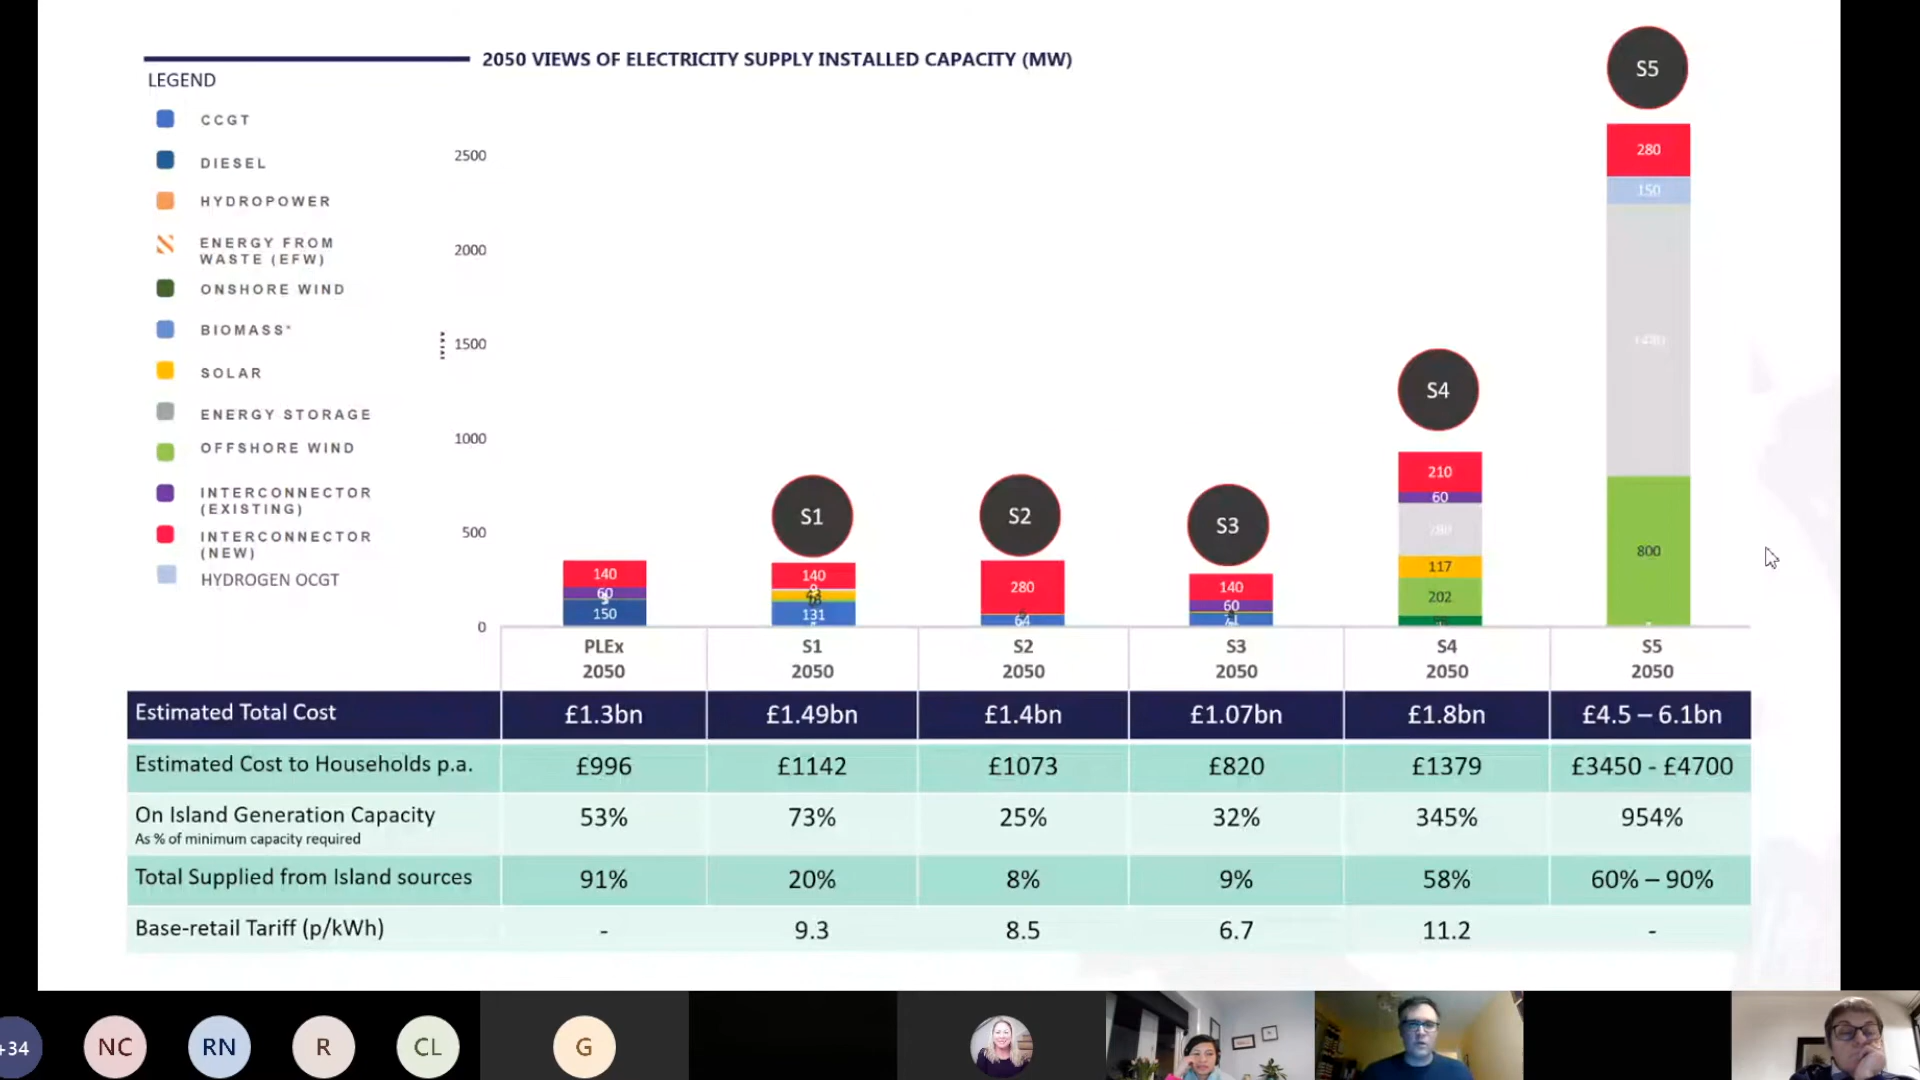 2050 VIEWS OF ELECTRICITY SUPPLY INSTALLED CAPACITY (MW)
LEGEND
CCGT
DIESEL
HYDROPOWER
ENERGY FROM
WASTE (EFW)
ONSHORE WIND
BIOMASS*
SOLAR
ENERGY STORAGE
OFFSHORE WIND
INTERCONNECTOR
(EXISTING)
INTERCONNECTOR
(NEW)
HYDROGEN OCGT
2500
2000
1500
1000
500
0
140
60
150
S1
140
131
S2
280
64
S3
140
60
71
S4
210
60
280
117
202
S5
280
150
800
PLEx
2050
S1
2050
S2
2050
S3
2050
S4
2050
S5
2050
Estimated Total Cost £1.3bn £1.49bn £1.4bn £1.07bn £1.8bn £4.5 – 6.1bn
Estimated Cost to Households p.a. £996 £1142 £1073 £820 £1379 £3450 - £4700
On Island Generation Capacity 53% 73% 25% 32% 345% 954%
As % of minimum capacity required
Total Supplied from Island sources 91% 20% 8% 9% 58% 60% – 90%
Base-retail Tariff (p/kWh) - 9.3 8.5 6.7 11.2 -
+34 NC RN R CL G